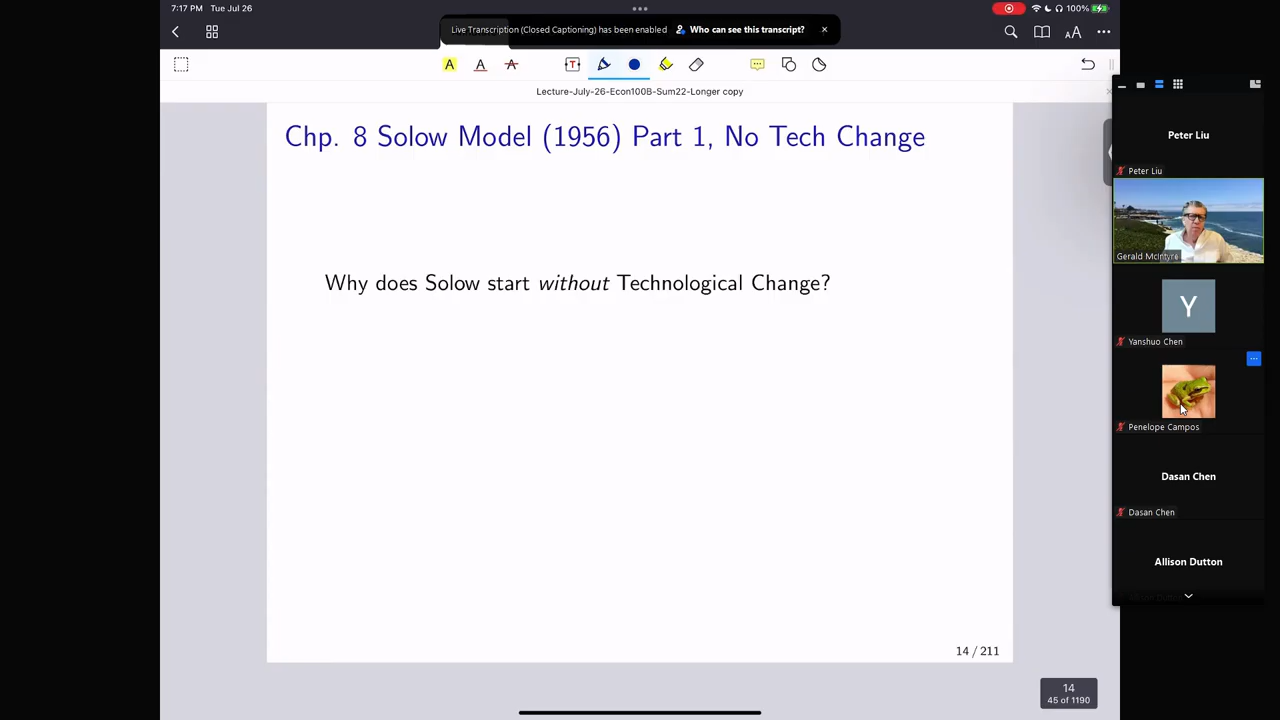 7:17 PM Tue Jul 26
100%
Live Transcription (Closed Captioning) has been enabled
Who can see this transcript?
AA
A A A T
Lecture-July-26-Econ100B-Sum22-Longer copy
Chp. 8 Solow Model (1956) Part 1, No Tech Change
Why does Solow start without Technological Change?
14 / 211
14
45 of 1190
Peter Liu
Peter Liu
Gerald McIntyre
Y
Yanshuo Chen
Penelope Campos
Dasan Chen
Dasan Chen
Allison Dutton
Allison Dutton